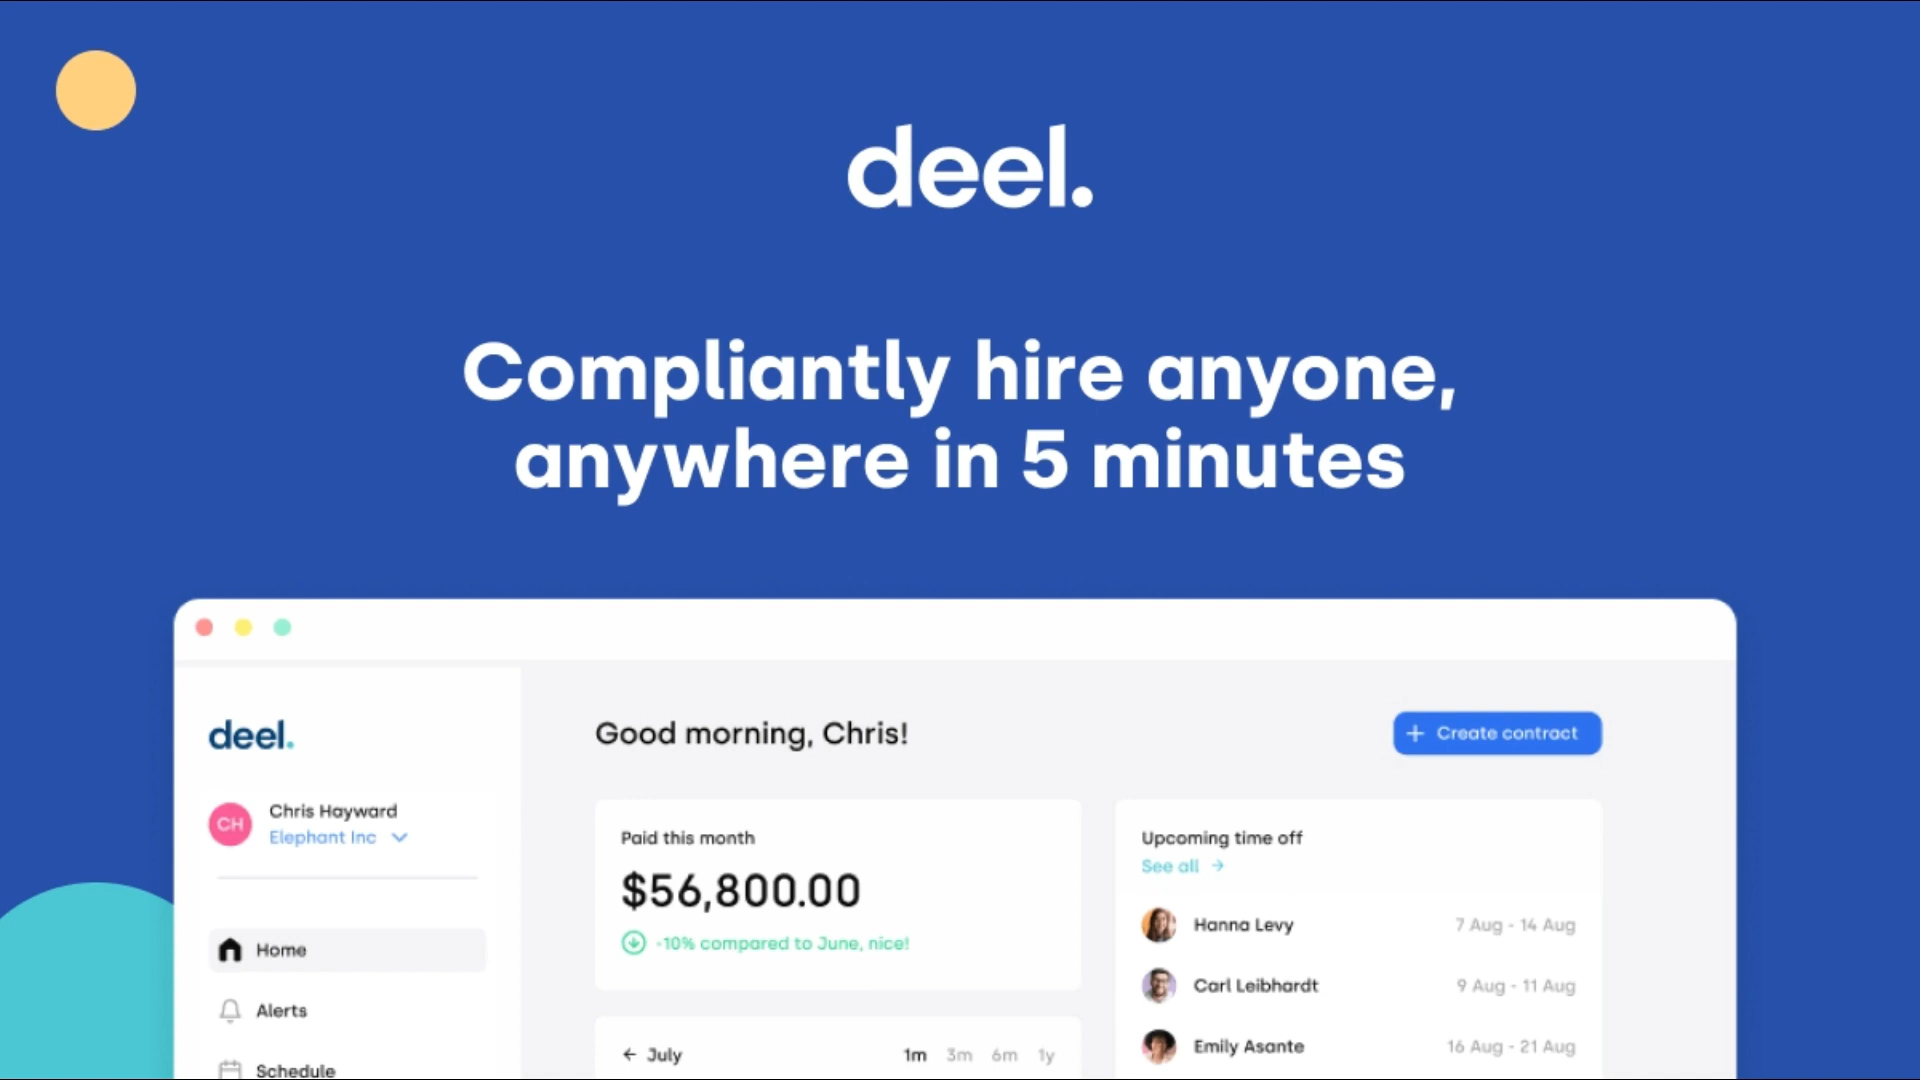 deel.
Compliantly hire anyone,
anywhere in 5 minutes
deel.
CH
Chris Hayward
Elephant Inc
Home
Alerts
Schedule
Good morning, Chris!
+ Create contract
Paid this month
$56,800.00
-10% compared to June, nice!
← July 1m 3m 6m 1y
Upcoming time off
See all →
Hanna Levy 7 Aug - 14 Aug
Carl Leibhardt 9 Aug - 11 Aug
Emily Asante 16 Aug - 21 Aug